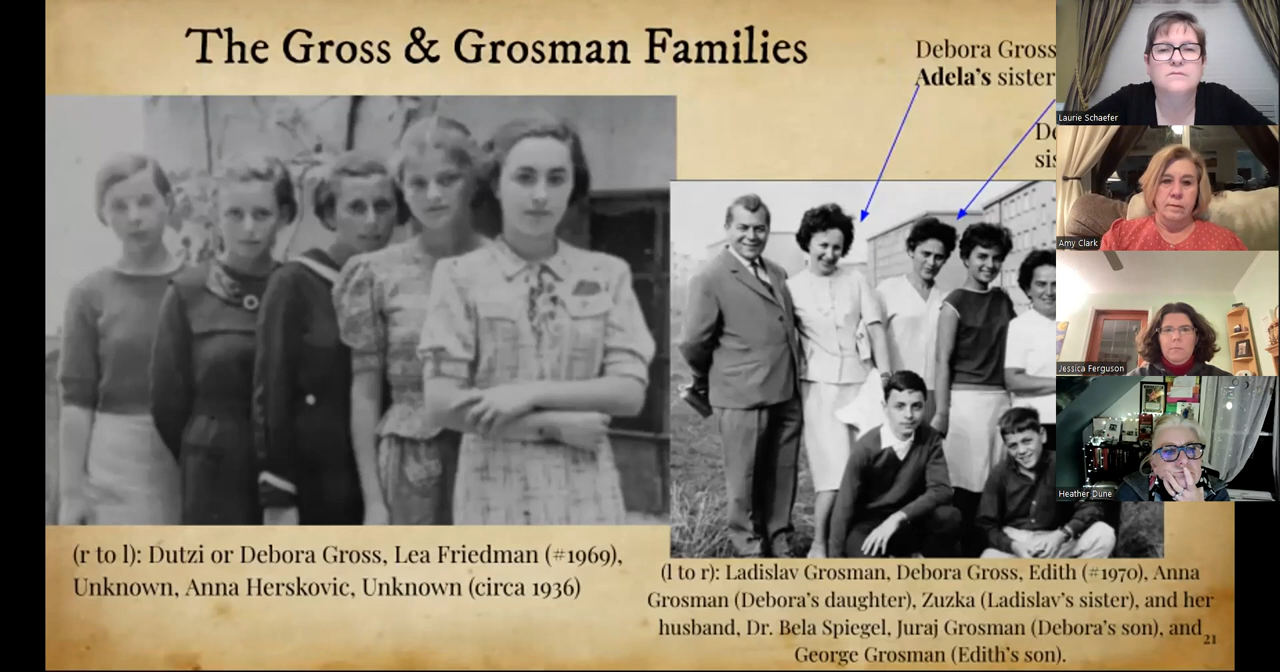 The Gross & Grosman Families
Debora Gross
Adela's sister
De
sis
(r to l): Dutzi or Debora Gross, Lea Friedman (#1969),
Unknown, Anna Herskovic, Unknown (circa 1936)
(l to r): Ladislav Grosman, Debora Gross, Edith (#1970), Anna
Grosman (Debora's daughter), Zuzka (Ladislav's sister), and her
husband, Dr. Bela Spiegel, Juraj Grosman (Debora's son), and
George Grosman (Edith's son).
21
Laurie Schaefer
Amy Clark
Jessica Ferguson
Heather Dune